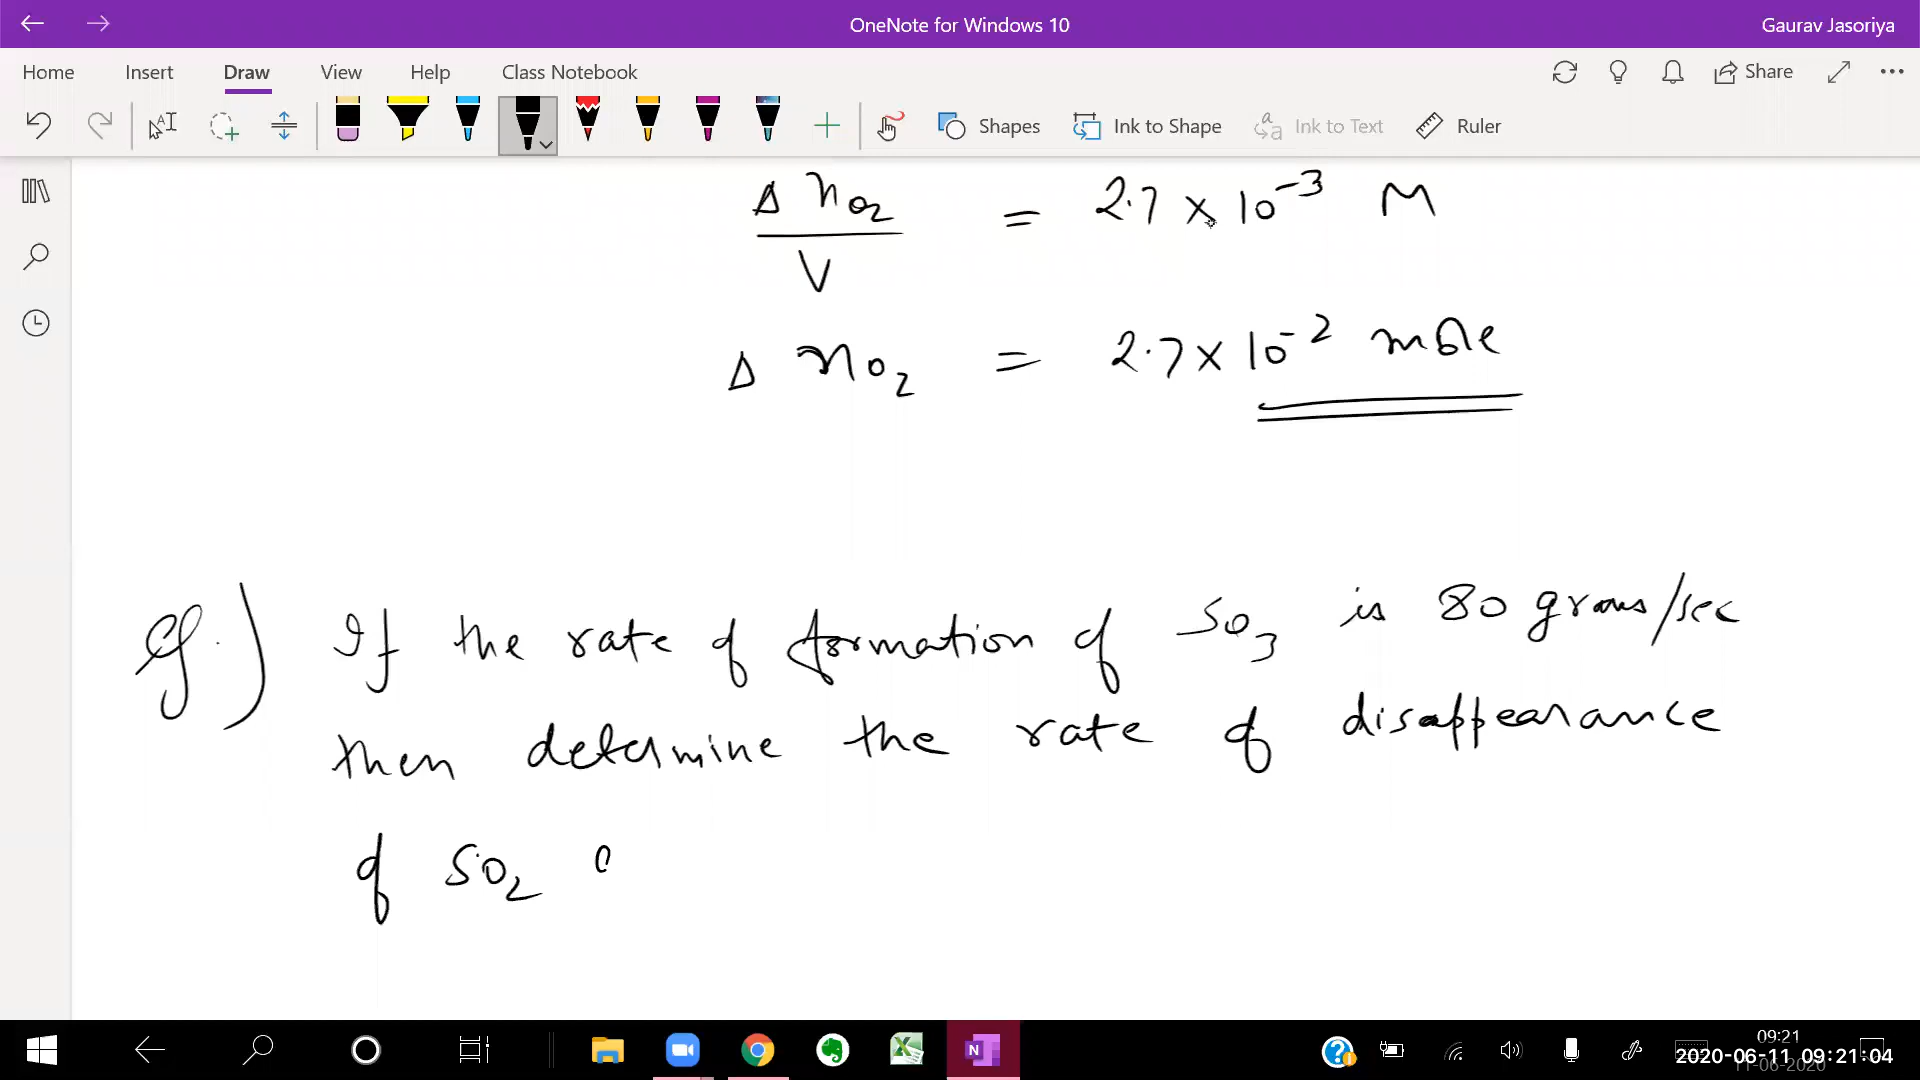 OneNote for Windows 10
Gaurav Jasoriya
Home Insert Draw View Help Class Notebook Share
Shapes Ink to Shape Ink to Text Ruler
Δ nO2 / V = 2.7 × 10⁻³ M
Δ nO2 = 2.7 × 10⁻² mole
If the rate of formation of SO3 is 80 grams/sec
then determine the rate of disappearance
of SO2
09:21
2020-06-11 09:21:04
11-06-2020